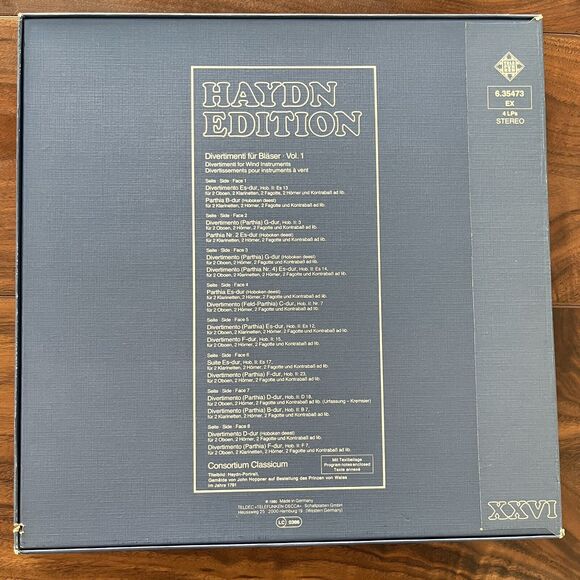 TELE
FUN
KEN
6.35473
EX
4 LPs
STEREO
HAYDN
EDITION
Divertimenti für Bläser · Vol. 1
Divertimenti for Wind Instruments
Divertissements pour instruments à vent
Seite · Side · Face 1
Divertimento Es-dur, Hob. II: Es 13
für 2 Oboen, 2 Klarinetten, 2 Fagotte, 2 Hörner und Kontrabaß ad lib.
Parthia B-dur (Hoboken deest)
für 2 Klarinetten, 2 Hörner, 2 Fagotte und Kontrabaß ad lib.
Seite · Side · Face 2
Divertimento (Parthia) G-dur, Hob. II: 3
für 2 Oboen, 2 Hörner, 2 Fagotte und Kontrabaß ad lib.
Parthia Nr. 2 Es-dur (Hoboken deest)
für 2 Klarinetten, 2 Hörner, 2 Fagotte und Kontrabaß ad lib.
Seite · Side · Face 3
Divertimento (Parthia) G-dur (Hoboken deest)
für 2 Oboen, 2 Hörner, 2 Fagotte und Kontrabaß ad lib.
Divertimento (Parthia Nr. 4) Es-dur, Hob. II: Es 14,
für 2 Klarinetten, 2 Hörner, 2 Fagotte und Kontrabaß ad lib.
Seite · Side · Face 4
Parthia Es-dur (Hoboken deest)
für 2 Klarinetten, 2 Hörner, 2 Fagotte und Kontrabaß ad lib.
Divertimento (Feld-Parthia) C-dur, Hob. II: Nr. 7
für 2 Oboen, 2 Hörner, 2 Fagotte und Kontrabaß ad lib.
Seite · Side · Face 5
Divertimento (Parthia) Es-dur, Hob. II: Es 12,
für 2 Oboen, 2 Klarinetten, 2 Hörner, 2 Fagotte und Kontrabaß ad lib.
Divertimento F-dur, Hob. II: 15,
für 2 Oboen, 2 Hörner, 2 Fagotte und Kontrabaß ad lib.
Seite · Side · Face 6
Suite Es-dur, Hob. II: Es 17,
für 2 Klarinetten, 2 Hörner, 2 Fagotte und Kontrabaß ad lib.
Divertimento (Parthia) F-dur, Hob. II: 23,
für 2 Oboen, 2 Hörner, 2 Fagotte und Kontrabaß ad lib.
Seite · Side · Face 7
Divertimento (Parthia) D-dur, Hob. II: D 18,
für 2 Oboen, 2 Hörner, 2 Fagotte und Kontrabaß ad lib. (Urfassung – Kremsier)
Divertimento (Parthia) B-dur, Hob. II: B 7
für 2 Oboen, 2 Klarinetten, 2 Hörner, 2 Fagotte und Kontrabaß ad lib.
Seite · Side · Face 8
Divertimento D-dur (Hoboken deest)
für 2 Oboen, 2 Hörner, 2 Fagotte und Kontrabaß ad lib.
Divertimento (Parthia) F-dur, Hob. II: F 7
für 2 Oboen, 2 Klarinetten, 2 Hörner, 2 Fagotte und Kontrabaß ad lib.
Consortium Classicum
Titelbild: Haydn-Portrait.
Gemälde von John Hoppner auf Bestellung des Prinzen von Wales
im Jahre 1791
Mit Textbeilage
Program notes enclosed
Texte annexé
℗ 1980 Made in Germany
TELDEC »TELEFUNKEN-DECCA« · Schallplatten GmbH
Heussweg 25 · 2000 Hamburg 19 · (Western Germany)
LC 0366
XXVI